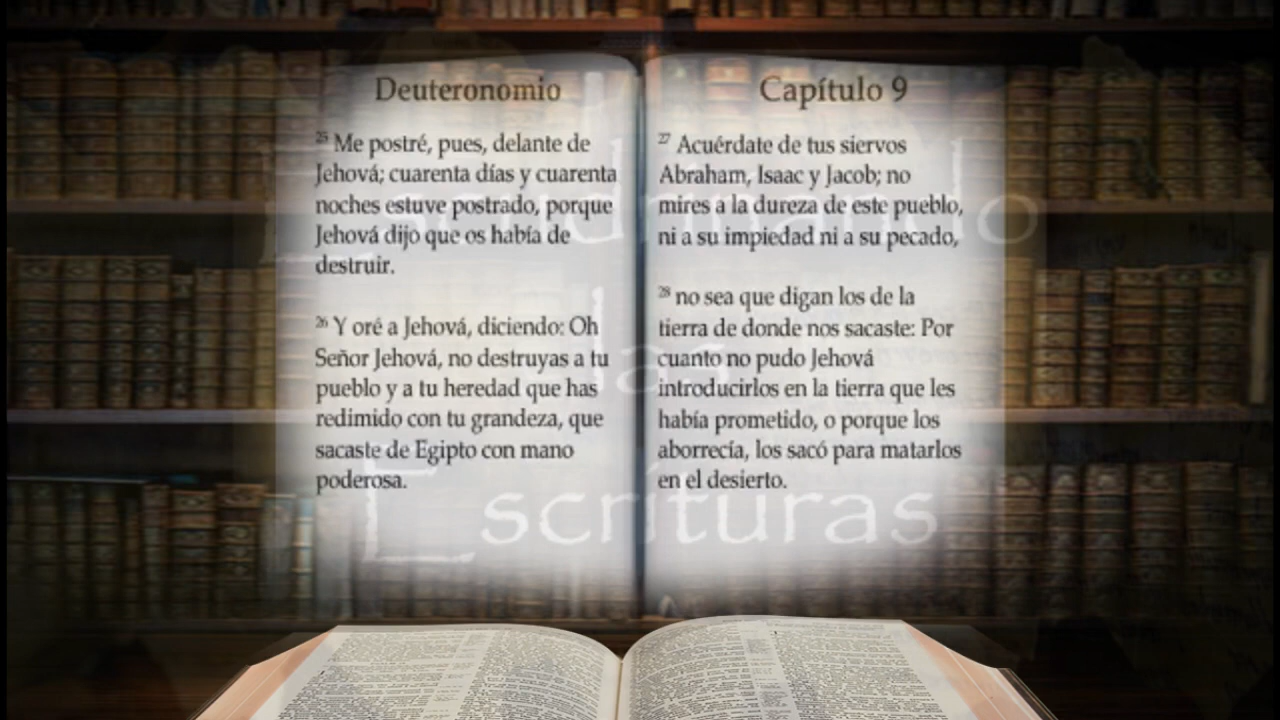 Deuteronomio
²⁵ Me postré, pues, delante de
Jehová; cuarenta días y cuarenta
noches estuve postrado, porque
Jehová dijo que os había de
destruir.
²⁶ Y oré a Jehová, diciendo: Oh
Señor Jehová, no destruyas a tu
pueblo y a tu heredad que has
redimido con tu grandeza, que
sacaste de Egipto con mano
poderosa.
Capítulo 9
²⁷ Acuérdate de tus siervos
Abraham, Isaac y Jacob; no
mires a la dureza de este pueblo,
ni a su impiedad ni a su pecado,
²⁸ no sea que digan los de la
tierra de donde nos sacaste: Por
cuanto no pudo Jehová
introducirlos en la tierra que les
había prometido, o porque los
aborrecía, los sacó para matarlos
en el desierto.
Escudriñando
las
Escrituras